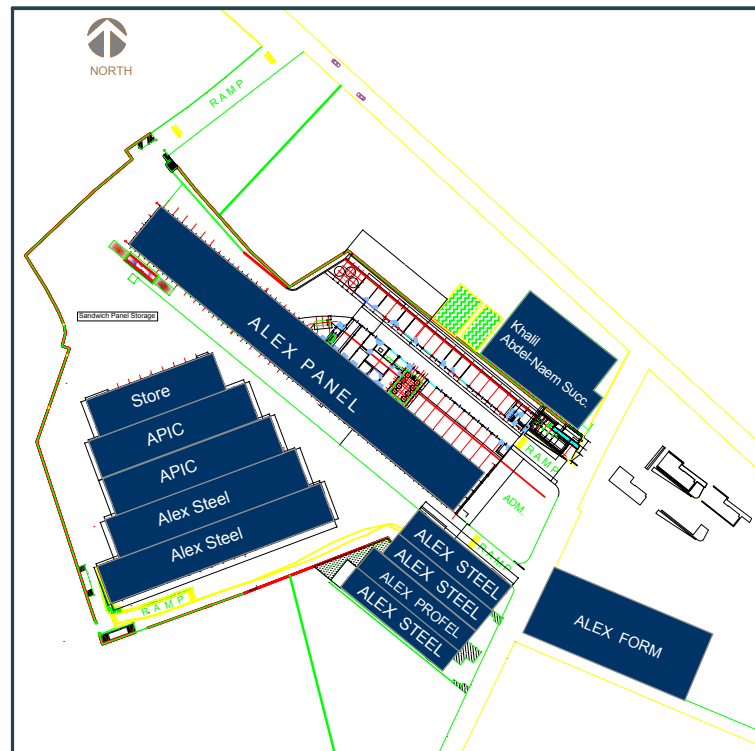 NORTH
RAMP
Sandwich Panel Storage
ALEX PANEL
Khalil
Abdel-Naem Succ.
Store
APIC
APIC
Alex Steel
Alex Steel
RAMP
RAMP
ADM.
RAMP
ALEX STEEL
ALEX STEEL
ALEX PROFEL
ALEX STEEL
ALEX FORM